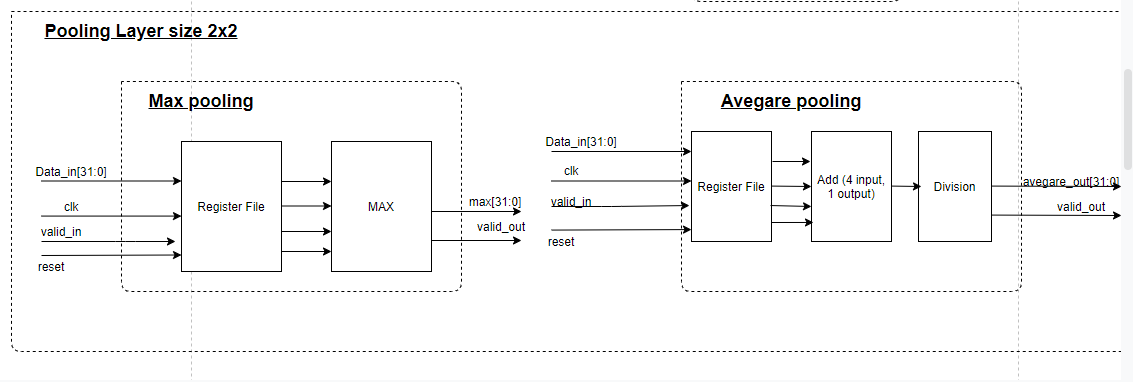 Pooling Layer size 2x2
Max pooling
Data_in[31:0]
clk
valid_in
reset
Register File
MAX
max[31:0]
valid_out
Avegare pooling
Data_in[31:0]
clk
valid_in
reset
Register File
Add (4 input,
1 output)
Division
avegare_out[31:0]
valid_out